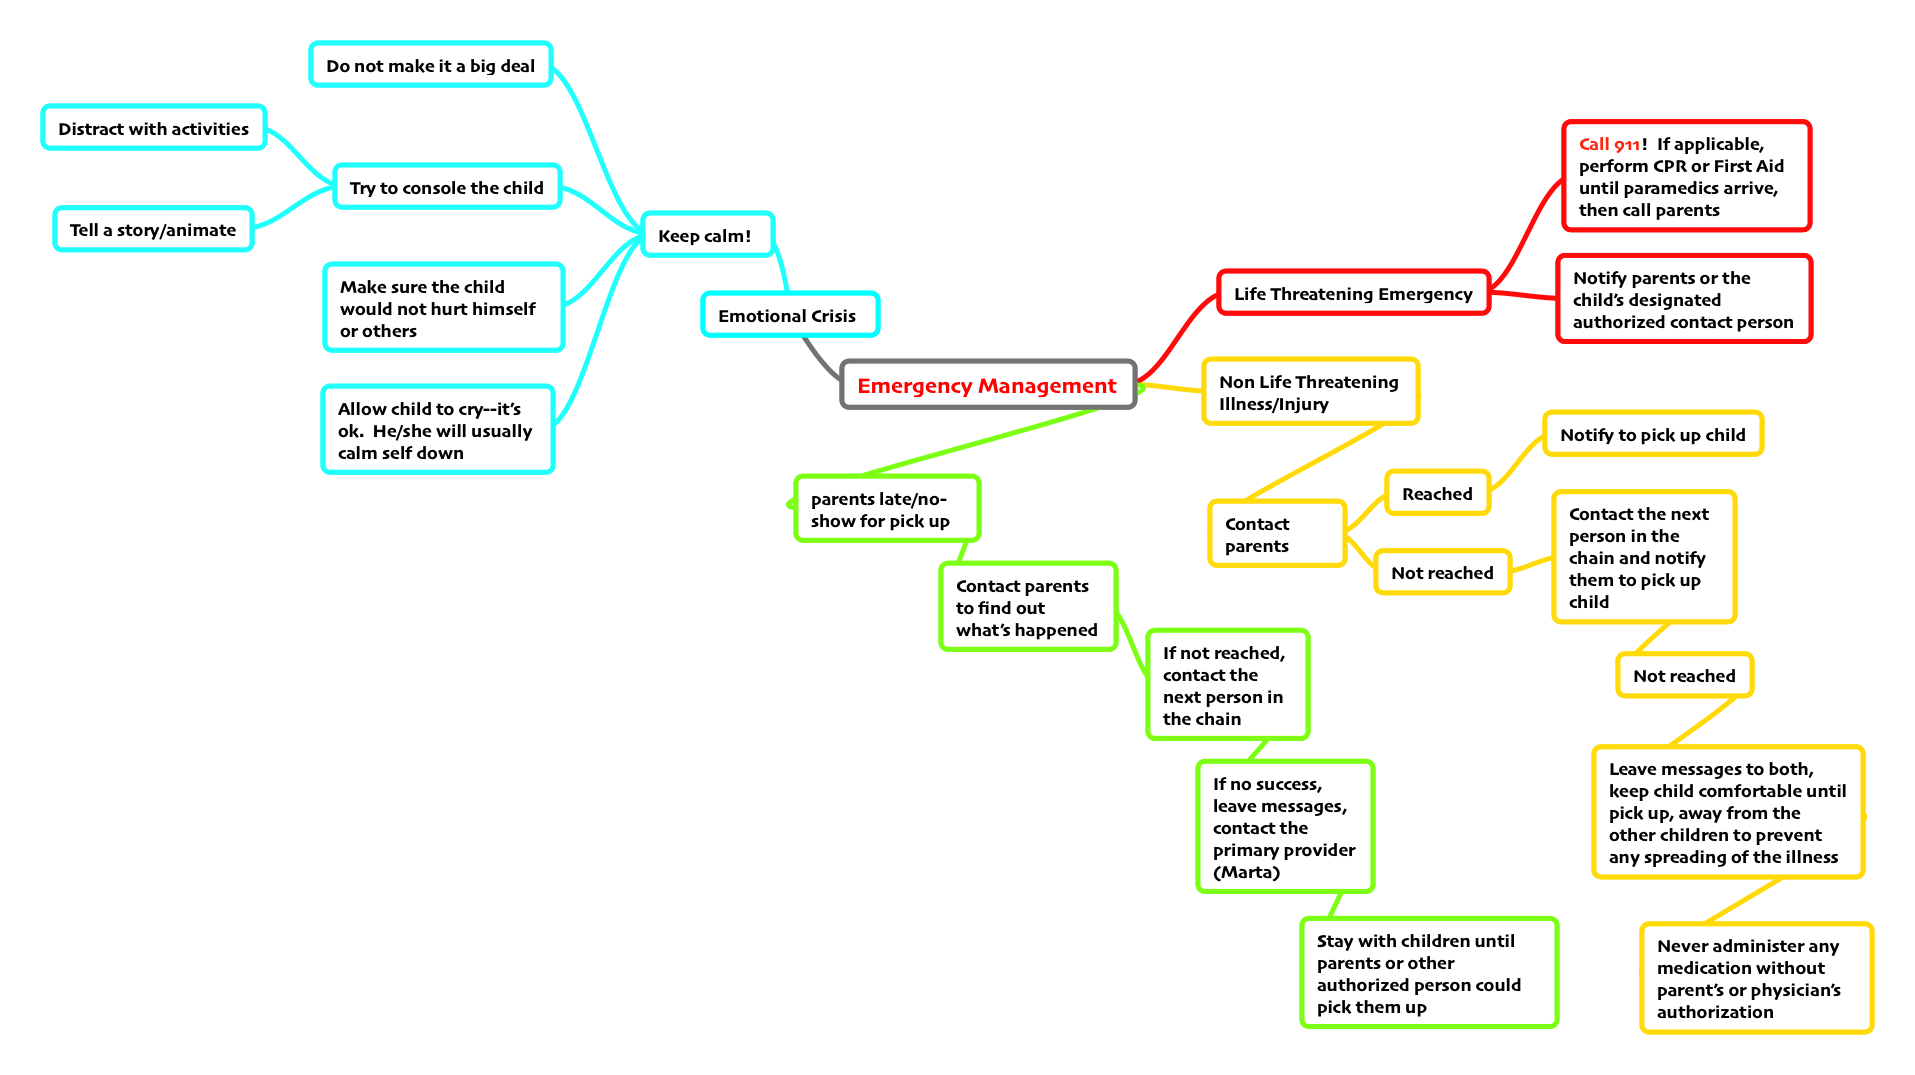 Do not make it a big deal
Distract with activities
Try to console the child
Tell a story/animate
Keep calm!
Make sure the child
would not hurt himself
or others
Emotional Crisis
Allow child to cry--it's
ok.  He/she will usually
calm self down
Emergency Management
Life Threatening Emergency
Call 911!  If applicable,
perform CPR or First Aid
until paramedics arrive,
then call parents
Notify parents or the
child's designated
authorized contact person
Non Life Threatening
Illness/Injury
Contact
parents
Reached
Notify to pick up child
Not reached
Contact the next
person in the
chain and notify
them to pick up
child
Not reached
Leave messages to both,
keep child comfortable until
pick up, away from the
other children to prevent
any spreading of the illness
Never administer any
medication without
parent's or physician's
authorization
parents late/no-
show for pick up
Contact parents
to find out
what's happened
If not reached,
contact the
next person in
the chain
If no success,
leave messages,
contact the
primary provider
(Marta)
Stay with children until
parents or other
authorized person could
pick them up